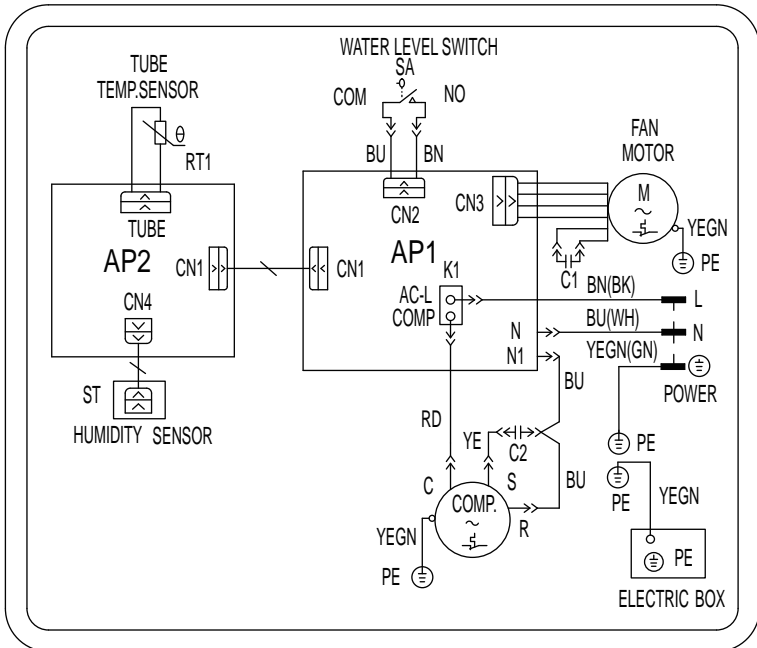 WATER LEVEL SWITCH
SA
COM
NO
BU
BN
TUBE
TEMP.SENSOR
θ
RT1
TUBE
AP2
CN1
CN4
ST
HUMIDITY SENSOR
CN2
AP1
CN3
CN1
K1
AC-L
COMP
N
N1
FAN
MOTOR
M
~
YEGN
PE
C1
BN(BK)
L
BU(WH)
N
YEGN(GN)
POWER
PE
BU
RD
YE
C2
C
S
BU
COMP.
~
R
YEGN
PE
PE
YEGN
PE
ELECTRIC BOX